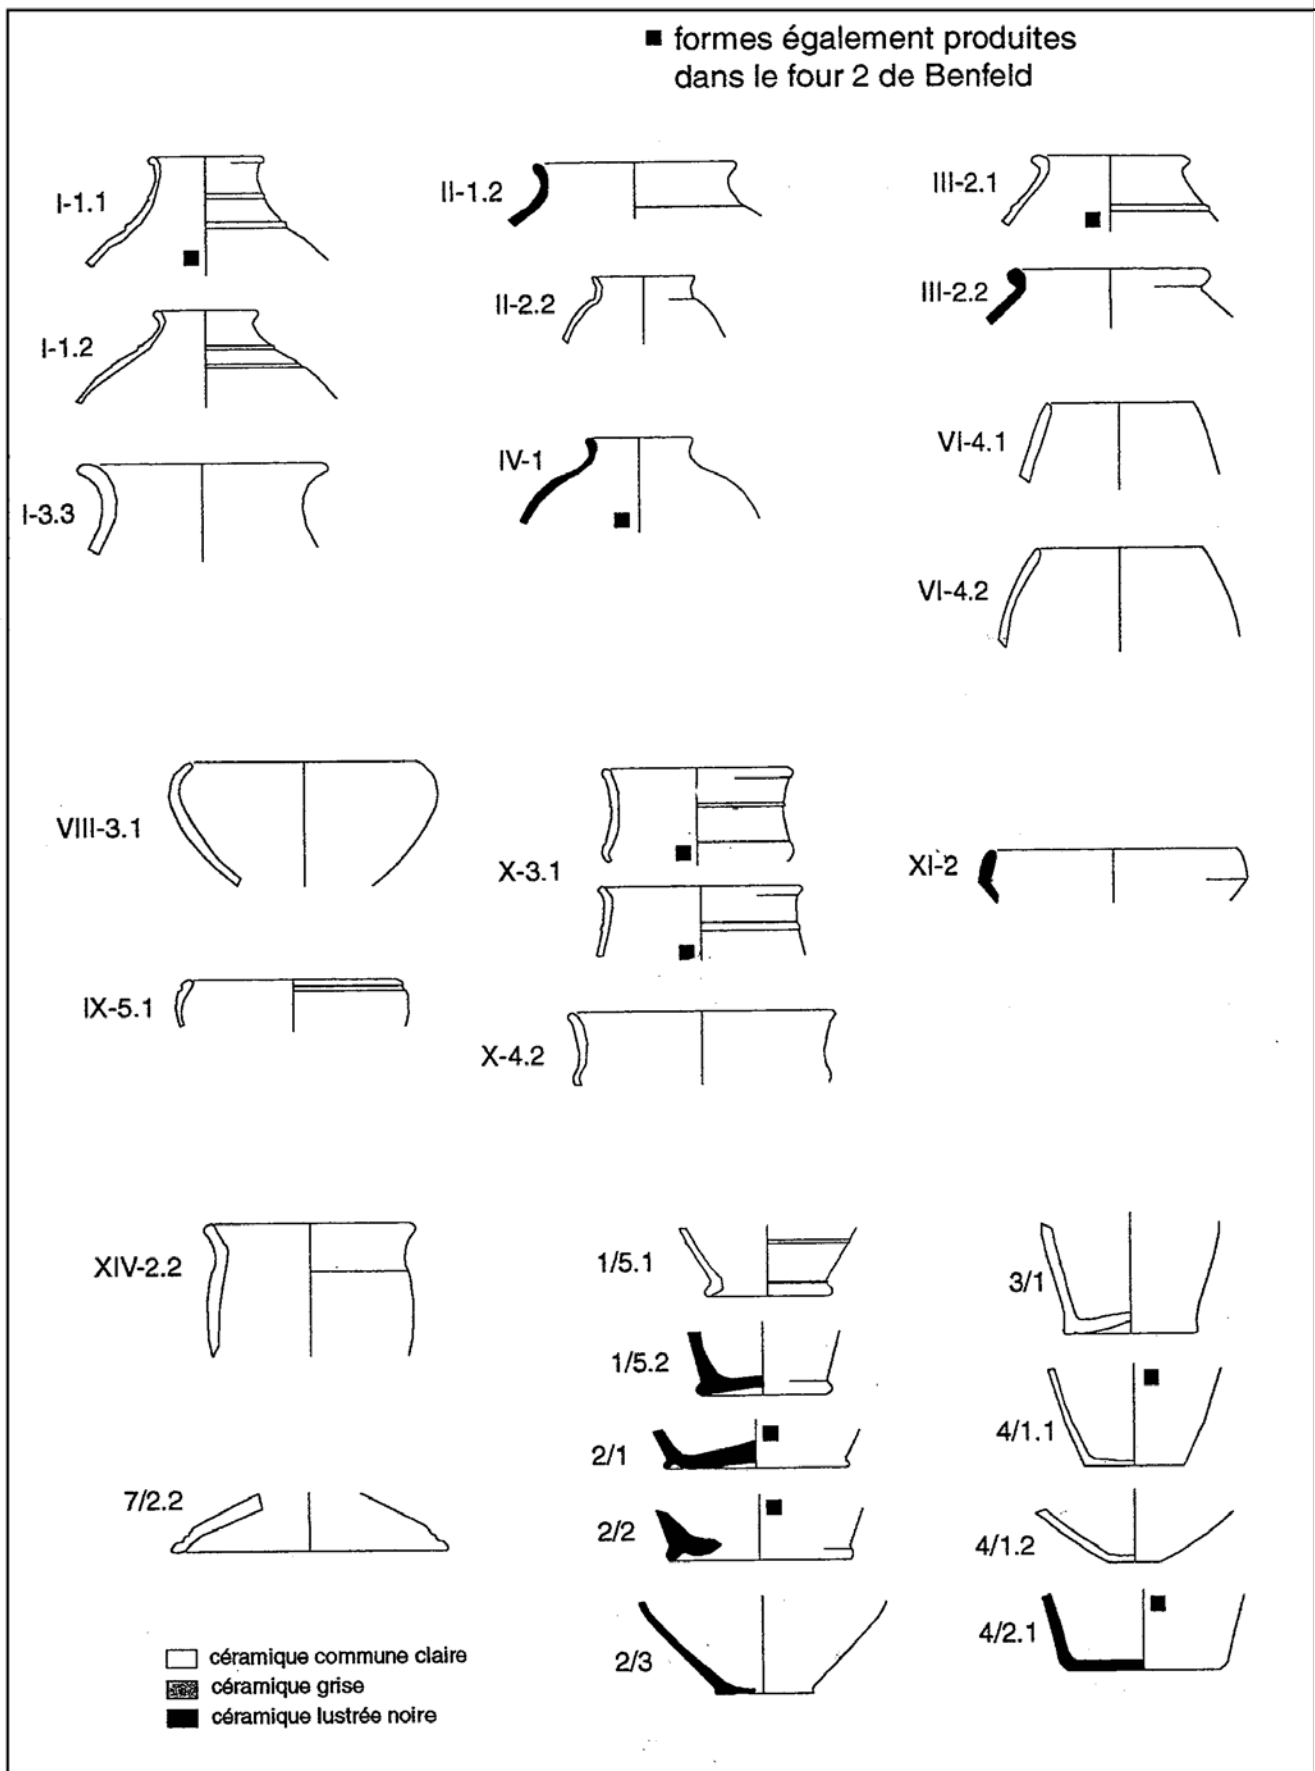 ■ formes également produites
dans le four 2 de Benfeld
I-1.1
II-1.2
III-2.1
I-1.2
II-2.2
III-2.2
I-3.3
IV-1
VI-4.1
VI-4.2
VIII-3.1
X-3.1
XI-2
IX-5.1
X-4.2
XIV-2.2
1/5.1
3/1
1/5.2
4/1.1
2/1
7/2.2
2/2
4/1.2
2/3
4/2.1
céramique commune claire
céramique grise
céramique lustrée noire